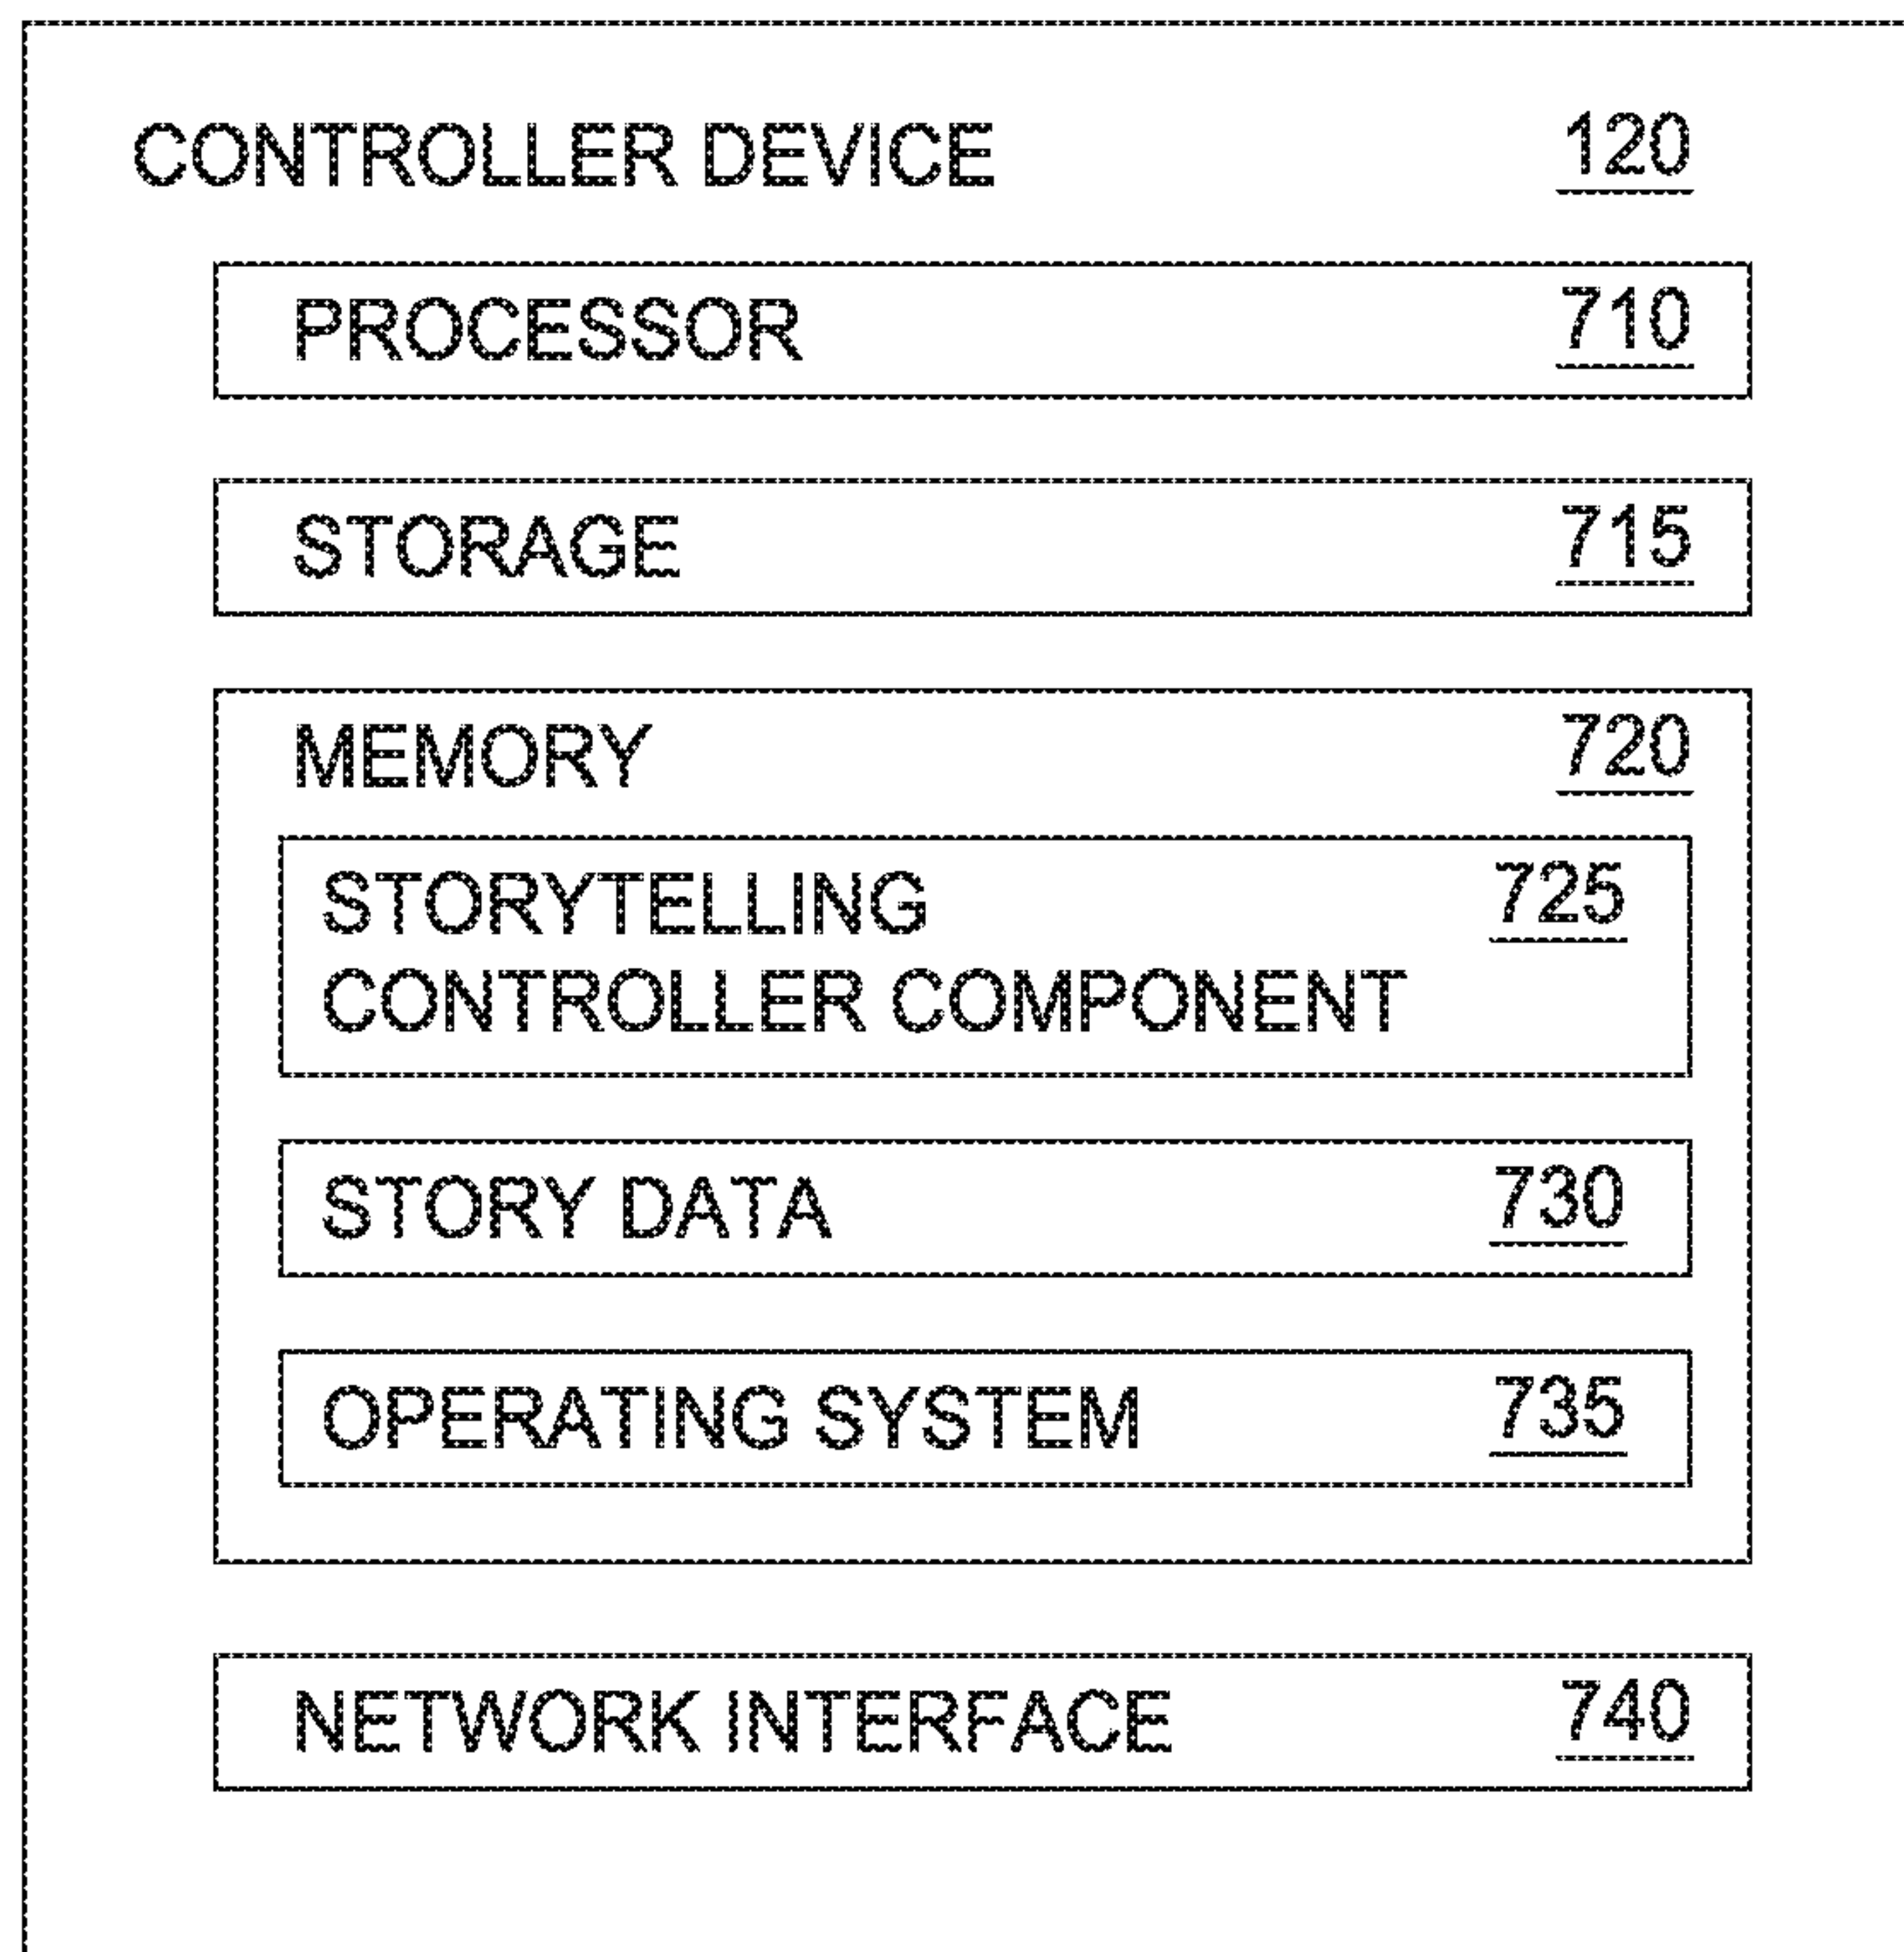 CONTROLLER DEVICE 120
PROCESSOR 710
STORAGE 715
MEMORY 720
STORYTELLING 725
CONTROLLER COMPONENT
STORY DATA 730
OPERATING SYSTEM 735
NETWORK INTERFACE 740